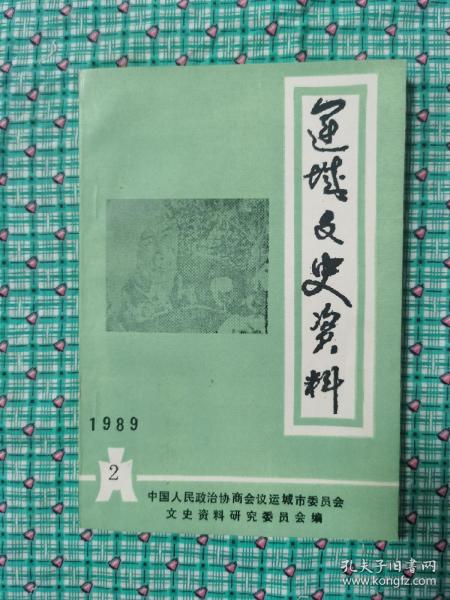 运城文史资料
1989
2
中国人民政治协商会议运城市委员会
文史资料研究委员会编
孔夫子旧书网
www.kongfz.com